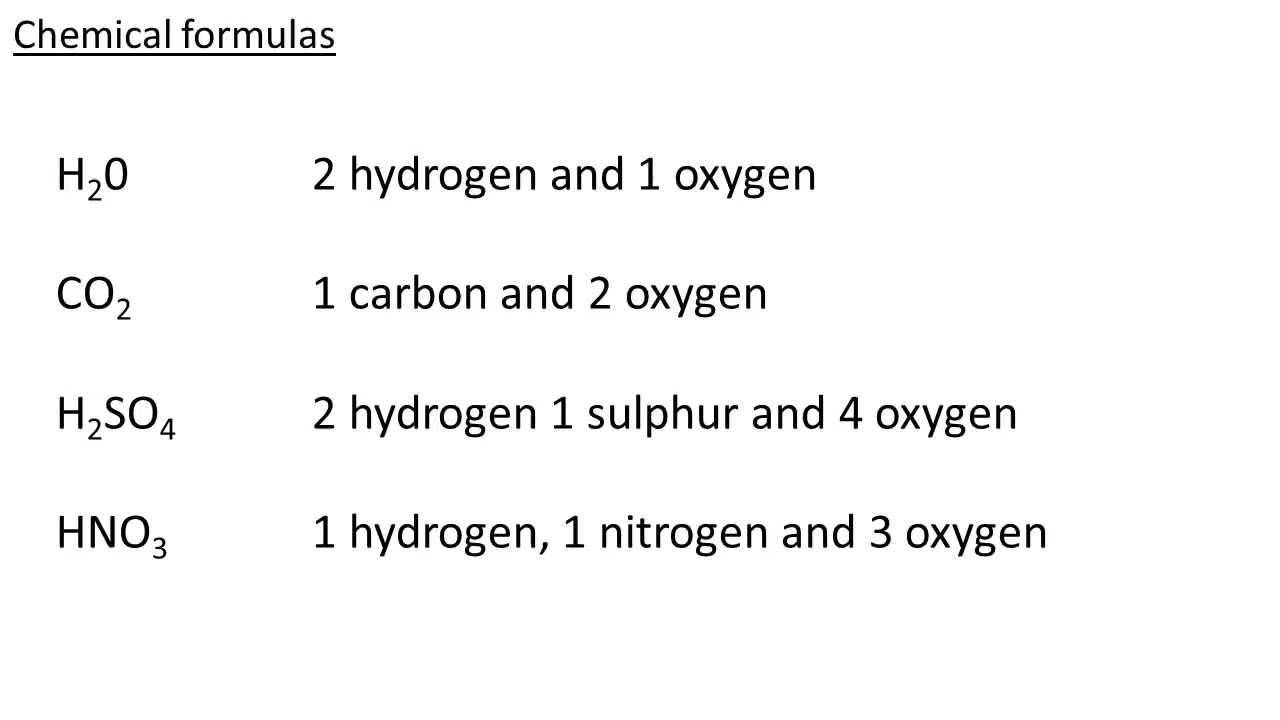 Chemical formulas
H₂0 2 hydrogen and 1 oxygen
CO₂ 1 carbon and 2 oxygen
H₂SO₄ 2 hydrogen 1 sulphur and 4 oxygen
HNO₃ 1 hydrogen, 1 nitrogen and 3 oxygen